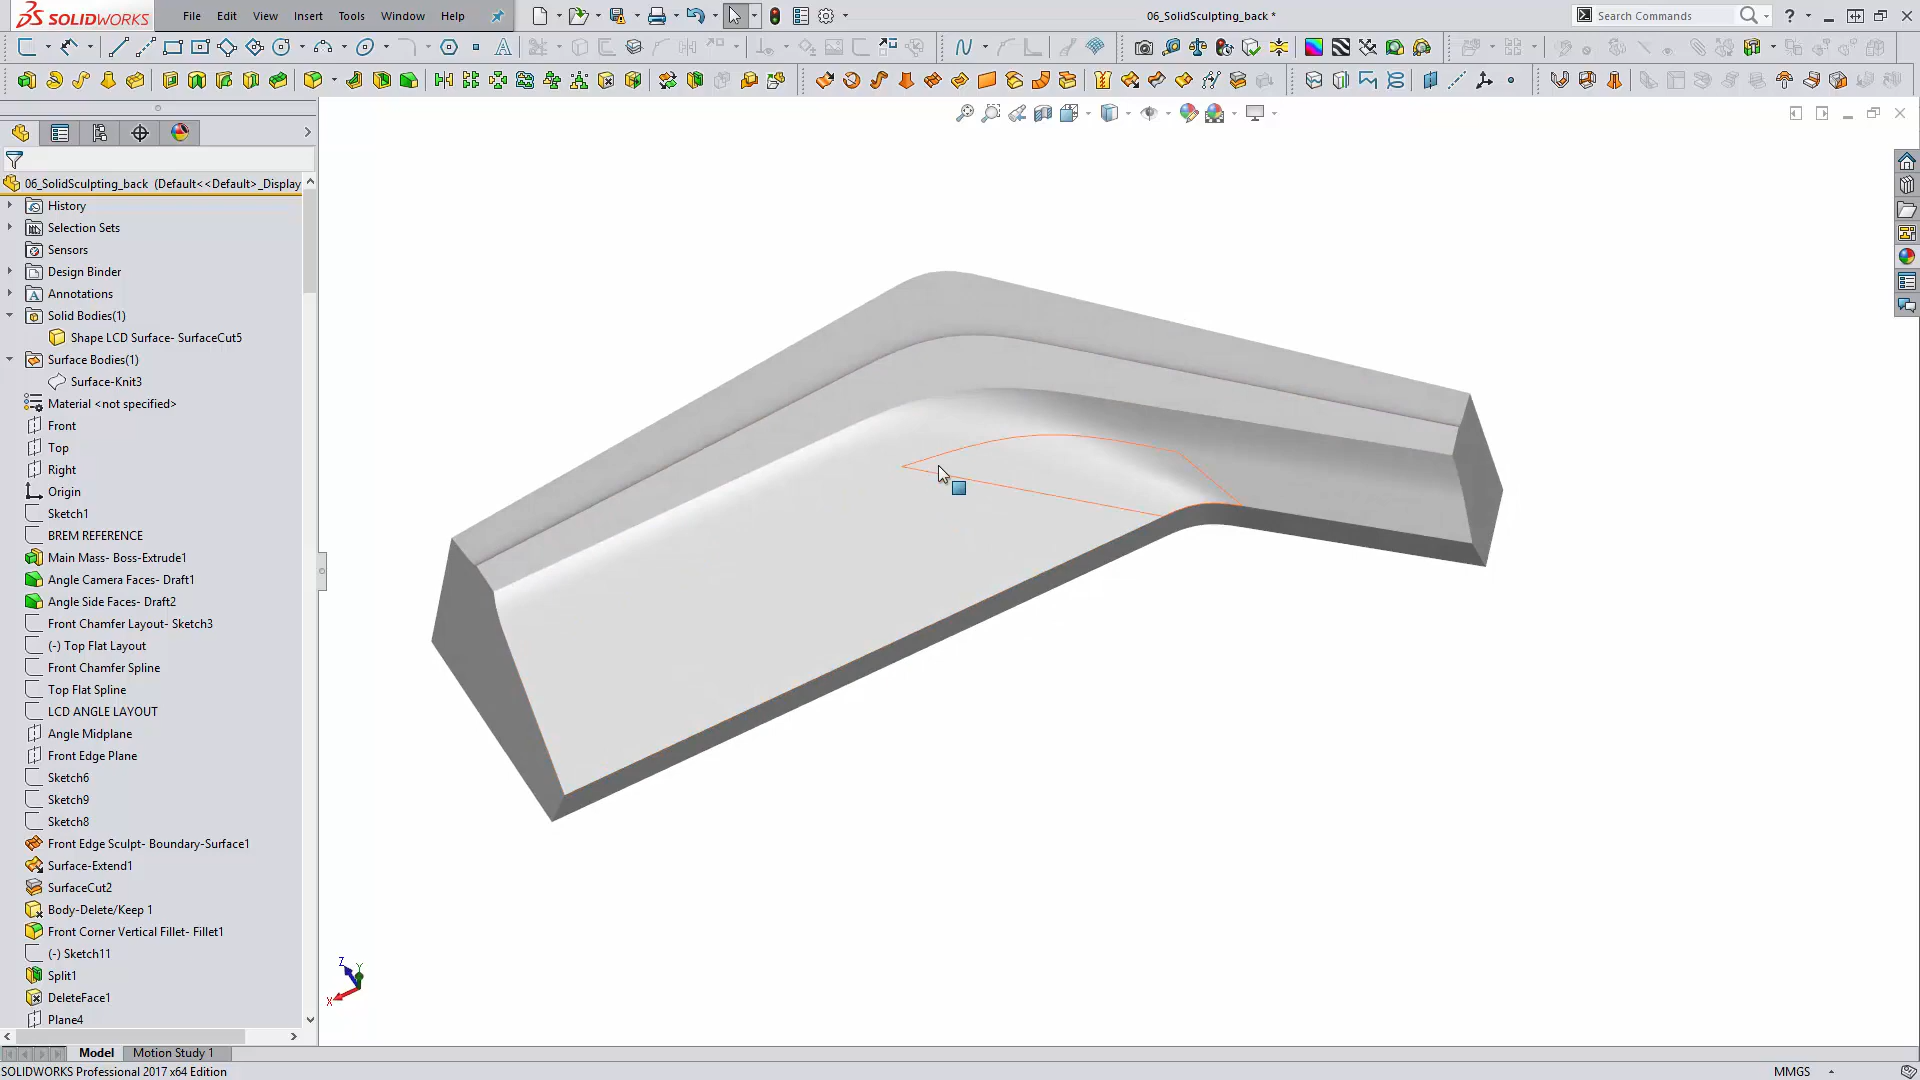 SOLIDWORKS
File Edit View Insert Tools Window Help
06_SolidSculpting_back *
Search Commands
06_SolidSculpting_back (Default<<Default>_Display
History
Selection Sets
Sensors
Design Binder
Annotations
Solid Bodies(1)
Shape LCD Surface- SurfaceCut5
Surface Bodies(1)
Surface-Knit3
Material <not specified>
Front
Top
Right
Origin
Sketch1
BREM REFERENCE
Main Mass- Boss-Extrude1
Angle Camera Faces- Draft1
Angle Side Faces- Draft2
Front Chamfer Layout- Sketch3
(-) Top Flat Layout
Front Chamfer Spline
Top Flat Spline
LCD ANGLE LAYOUT
Angle Midplane
Front Edge Plane
Sketch6
Sketch9
Sketch8
Front Edge Sculpt- Boundary-Surface1
Surface-Extend1
SurfaceCut2
Body-Delete/Keep 1
Front Corner Vertical Fillet- Fillet1
(-) Sketch11
Split1
DeleteFace1
Plane4
Z
Y
X
Model Motion Study 1
SOLIDWORKS Professional 2017 x64 Edition
MMGS